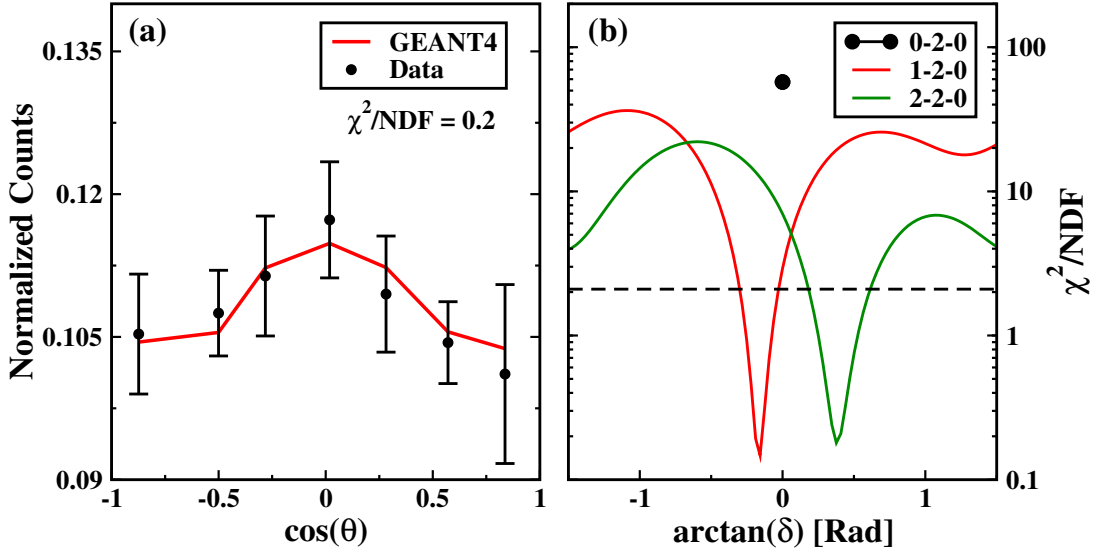 (a)
GEANT4
Data
χ²/NDF = 0.2
Normalized Counts
0.135
0.12
0.105
0.09
-1
-0.5
0
0.5
1
cos(θ)
(b)
0-2-0
1-2-0
2-2-0
100
10
1
0.1
χ²/NDF
-1
0
1
arctan(δ) [Rad]